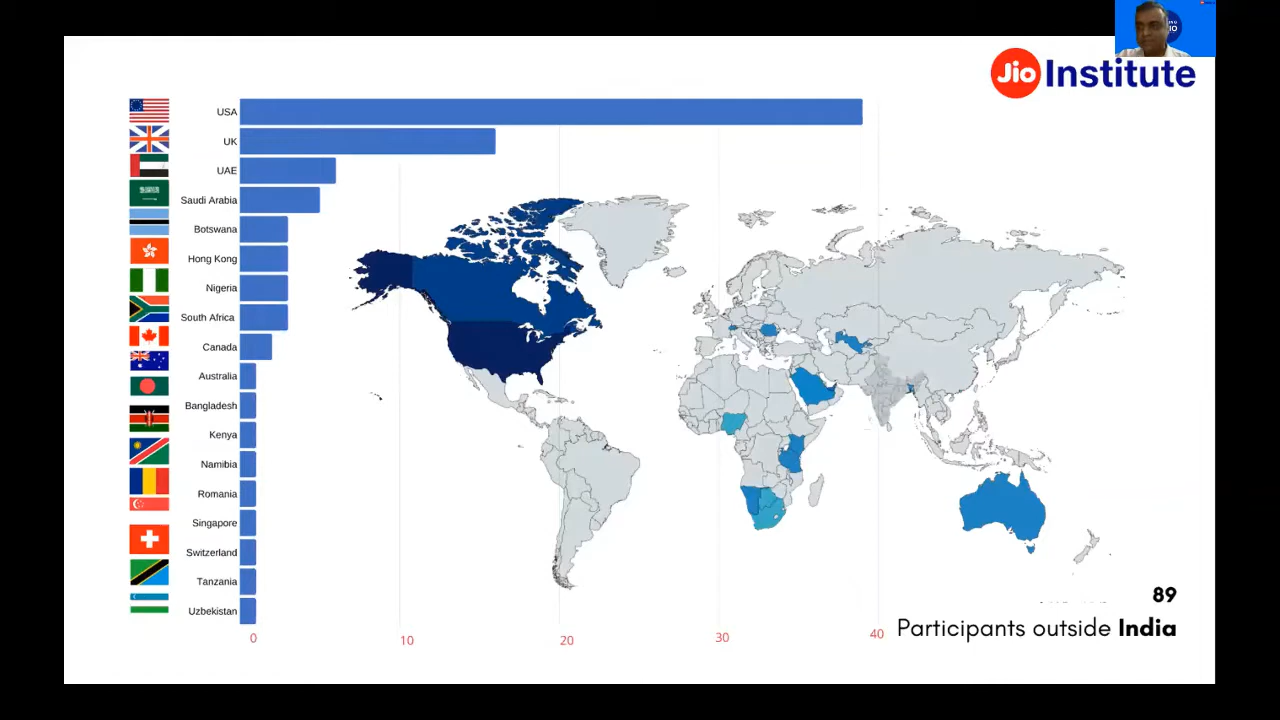 Jio Institute
USA
UK
UAE
Saudi Arabia
Botswana
Hong Kong
Nigeria
South Africa
Canada
Australia
Bangladesh
Kenya
Namibia
Romania
Singapore
Switzerland
Tanzania
Uzbekistan
0 10 20 30 40
89
Participants outside India